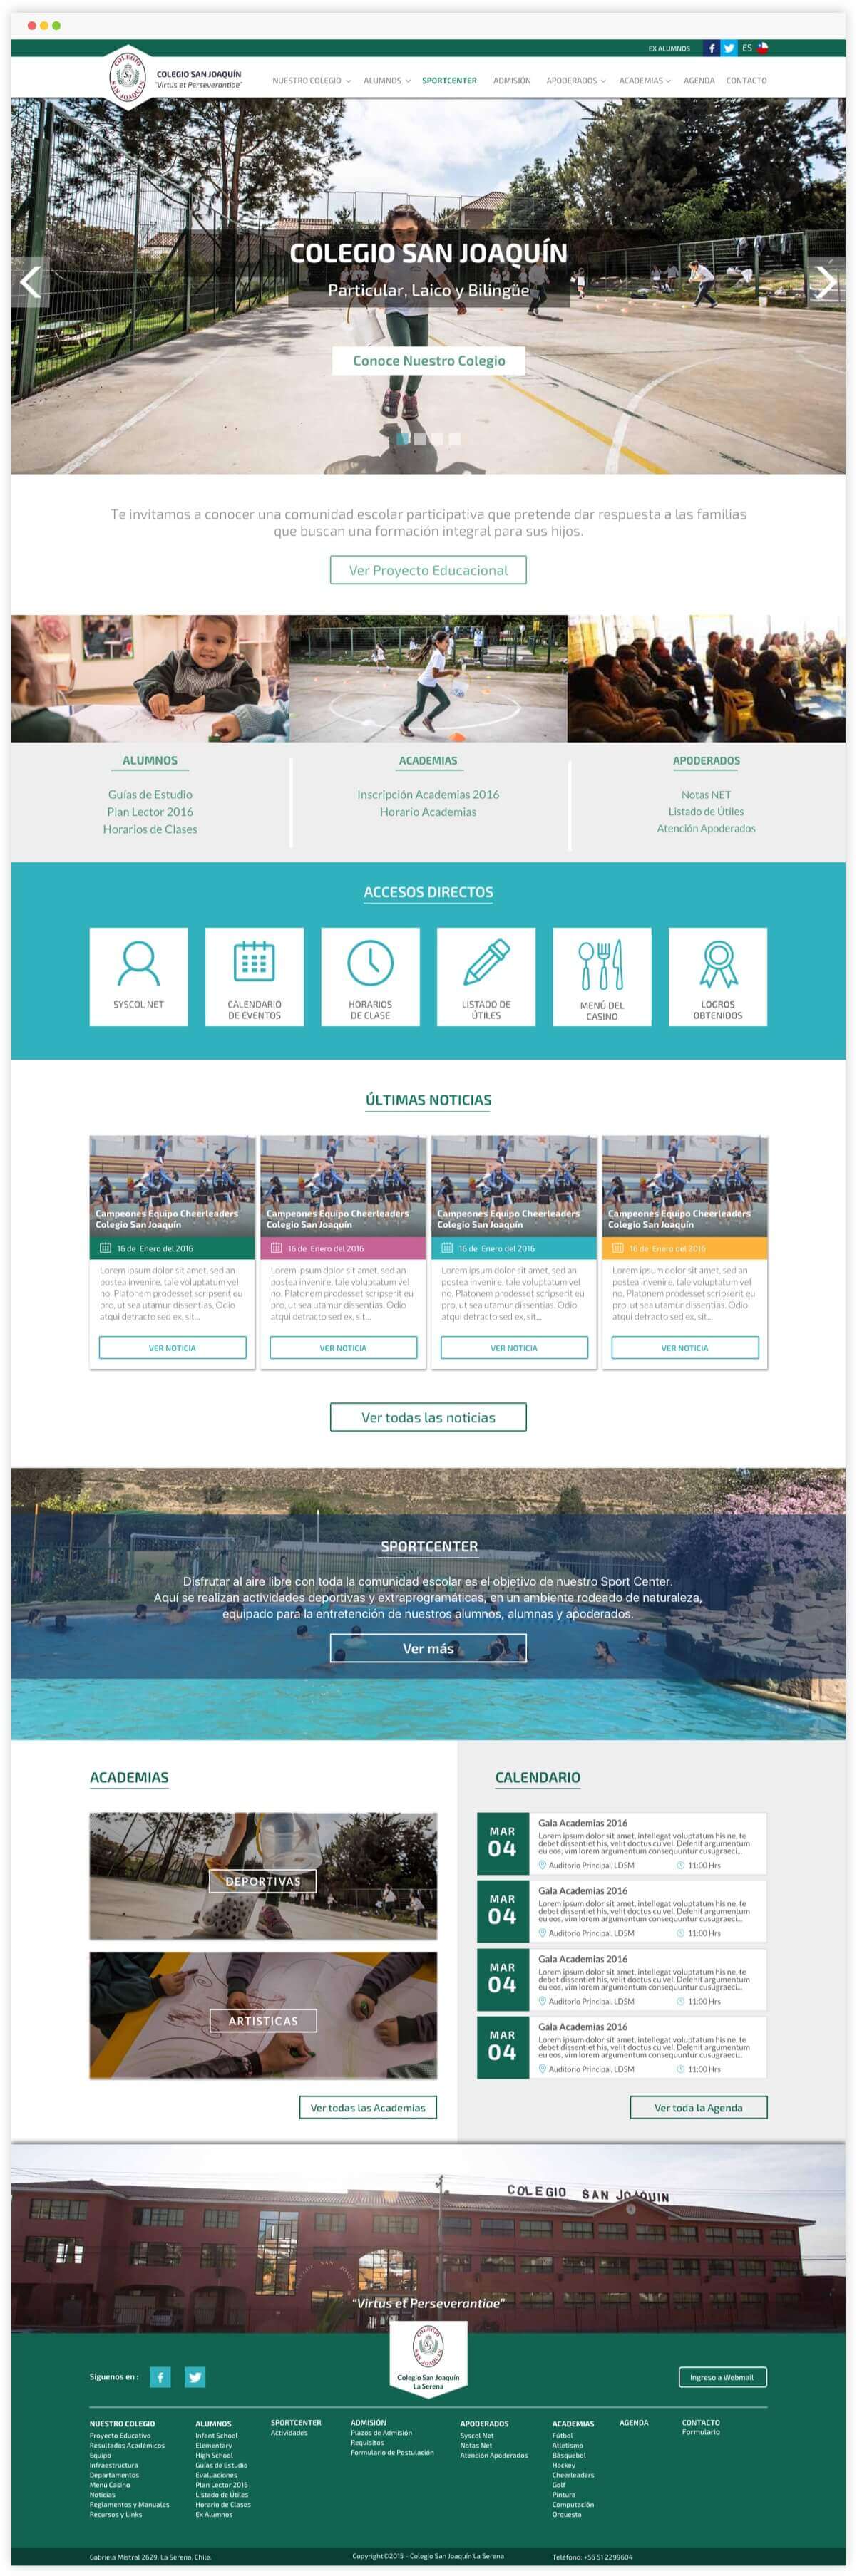 EX ALUMNOS
ES
COLEGIO SAN JOAQUÍN
"Virtus et Perseverantiae"
NUESTRO COLEGIO ALUMNOS SPORTCENTER ADMISIÓN APODERADOS ACADEMIAS AGENDA CONTACTO
COLEGIO SAN JOAQUÍN
COLEGIO SAN JOAQUÍN
Particular, Laico y Bilingüe
Conoce Nuestro Colegio
Te invitamos a conocer una comunidad escolar participativa que pretende dar respuesta a las familias
que buscan una formación integral para sus hijos.
Ver Proyecto Educacional
ALUMNOS
Guías de Estudio
Plan Lector 2016
Horarios de Clases
ACADEMIAS
Inscripción Academias 2016
Horario Academias
APODERADOS
Notas NET
Listado de Útiles
Atención Apoderados
ACCESOS DIRECTOS
SYSCOL NET
CALENDARIO
DE EVENTOS
HORARIOS
DE CLASE
LISTADO DE
ÚTILES
MENÚ DEL
CASINO
LOGROS
OBTENIDOS
ÚLTIMAS NOTICIAS
Campeones Equipo Cheerleaders
Colegio San Joaquín
16 de Enero del 2016
Lorem ipsum dolor sit amet, sed an
postea invenire, tale voluptatum vel
no. Platonem prodesset scripserit eu
pro, ut sea utamur dissentias. Odio
atqui detracto sed ex, sit...
VER NOTICIA
Campeones Equipo Cheerleaders
Colegio San Joaquín
16 de Enero del 2016
Lorem ipsum dolor sit amet, sed an
postea invenire, tale voluptatum vel
no. Platonem prodesset scripserit eu
pro, ut sea utamur dissentias. Odio
atqui detracto sed ex, sit...
VER NOTICIA
Campeones Equipo Cheerleaders
Colegio San Joaquín
16 de Enero del 2016
Lorem ipsum dolor sit amet, sed an
postea invenire, tale voluptatum vel
no. Platonem prodesset scripserit eu
pro, ut sea utamur dissentias. Odio
atqui detracto sed ex, sit...
VER NOTICIA
Campeones Equipo Cheerleaders
Colegio San Joaquín
16 de Enero del 2016
Lorem ipsum dolor sit amet, sed an
postea invenire, tale voluptatum vel
no. Platonem prodesset scripserit eu
pro, ut sea utamur dissentias. Odio
atqui detracto sed ex, sit...
VER NOTICIA
Ver todas las noticias
SPORTCENTER
Disfrutar al aire libre con toda la comunidad escolar es el objetivo de nuestro Sport Center.
Aquí se realizan actividades deportivas y extraprogramáticas, en un ambiente rodeado de naturaleza,
equipado para la entretención de nuestros alumnos, alumnas y apoderados.
Ver más
ACADEMIAS
DEPORTIVAS
ARTISTICAS
Ver todas las Academias
CALENDARIO
MAR
04
Gala Academias 2016
Lorem ipsum dolor sit amet, intellegat voluptatum his ne, te
debet dissentiet his, velit doctus cu vel. Delenit argumentum
eu eos, vim lorem argumentum consequuntur cusugraeci...
Auditorio Principal, LDSM 11:00 Hrs
MAR
04
Gala Academias 2016
Lorem ipsum dolor sit amet, intellegat voluptatum his ne, te
debet dissentiet his, velit doctus cu vel. Delenit argumentum
eu eos, vim lorem argumentum consequuntur cusugraeci...
Auditorio Principal, LDSM 11:00 Hrs
MAR
04
Gala Academias 2016
Lorem ipsum dolor sit amet, intellegat voluptatum his ne, te
debet dissentiet his, velit doctus cu vel. Delenit argumentum
eu eos, vim lorem argumentum consequuntur cusugraeci...
Auditorio Principal, LDSM 11:00 Hrs
MAR
04
Gala Academias 2016
Lorem ipsum dolor sit amet, intellegat voluptatum his ne, te
debet dissentiet his, velit doctus cu vel. Delenit argumentum
eu eos, vim lorem argumentum consequuntur cusugraeci...
Auditorio Principal, LDSM 11:00 Hrs
Ver toda la Agenda
COLEGIO SAN JOAQUIN
"Virtus et Perseverantiae"
COLEGIO SAN JOAQUÍN
Colegio San Joaquín
La Serena
Siguenos en :
Ingreso a Webmail
NUESTRO COLEGIO
Proyecto Educativo
Resultados Académicos
Equipo
Infraestructura
Departamentos
Menú Casino
Noticias
Reglamentos y Manuales
Recursos y Links
ALUMNOS
Infant School
Elementary
High School
Guías de Estudio
Evaluaciones
Plan Lector 2016
Listado de Útiles
Horario de Clases
Ex Alumnos
SPORTCENTER
Actividades
ADMISIÓN
Plazos de Admisión
Requisitos
Formulario de Postulación
APODERADOS
Syscol Net
Notas Net
Atención Apoderados
ACADEMIAS
Fútbol
Atletismo
Básquebol
Hockey
Cheerleaders
Golf
Pintura
Computación
Orquesta
AGENDA
CONTACTO
Formulario
Gabriela Mistral 2629, La Serena, Chile.
Copyright©2015 - Colegio San Joaquín La Serena
Teléfono: +56 51 2299604